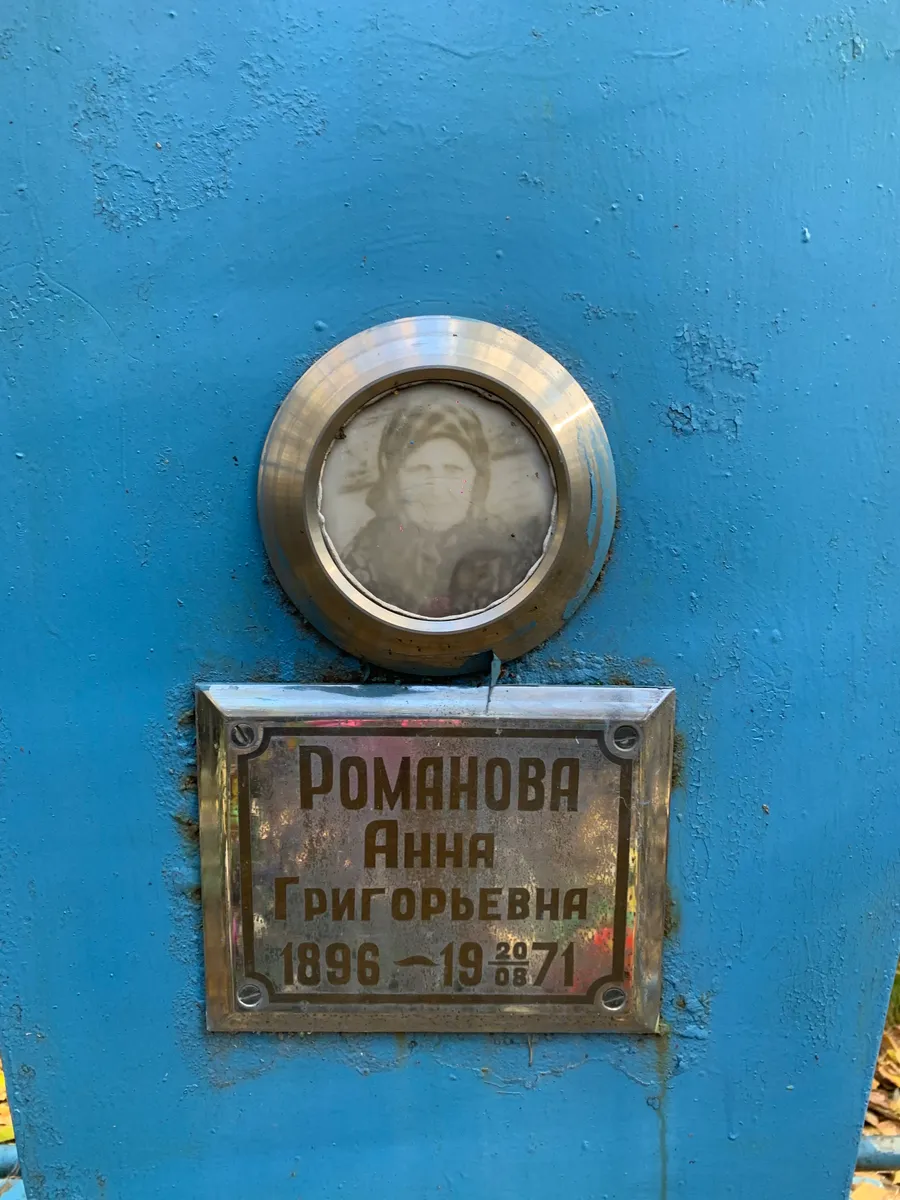 РОМАНОВА
АННА
ГРИГОРЬЕВНА
1896 – 19 20/08 71